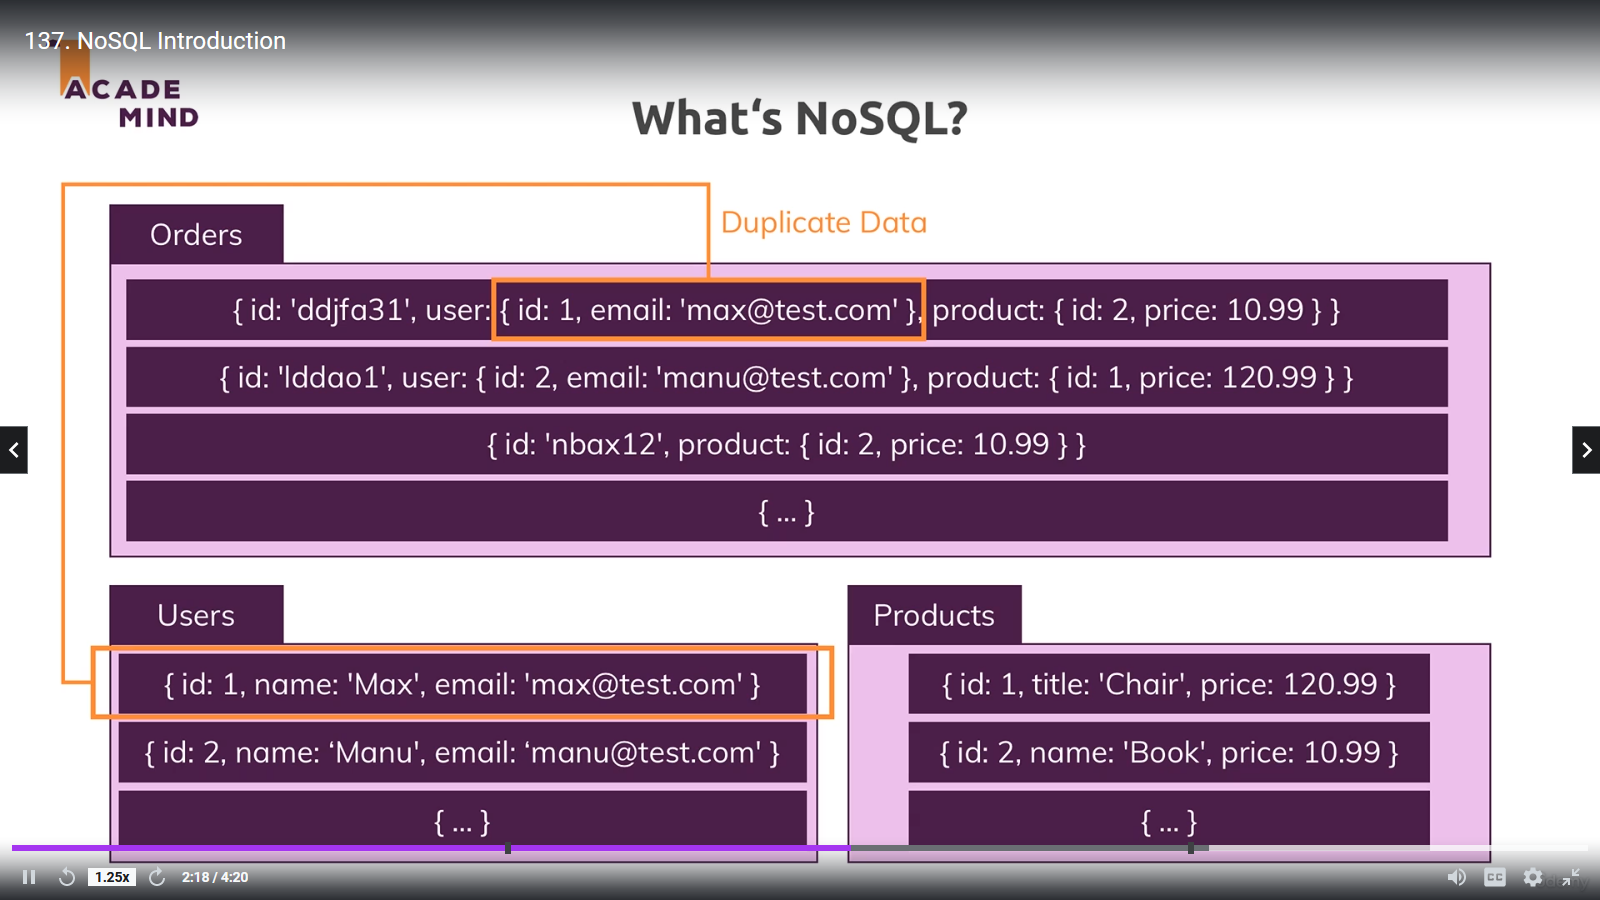 137. NoSQL Introduction
ACADE
MIND
What‘s NoSQL?
Duplicate Data
Orders
{ id: 'ddjfa31', user: { id: 1, email: 'max@test.com' }, product: { id: 2, price: 10.99 } }
{ id: 'lddao1', user: { id: 2, email: 'manu@test.com' }, product: { id: 1, price: 120.99 } }
{ id: 'nbax12', product: { id: 2, price: 10.99 } }
{ ... }
Users
{ id: 1, name: 'Max', email: 'max@test.com' }
{ id: 2, name: ‘Manu', email: ‘manu@test.com' }
{ ... }
Products
{ id: 1, title: 'Chair', price: 120.99 }
{ id: 2, name: 'Book', price: 10.99 }
{ ... }
1.25x
2:18 / 4:20
CC